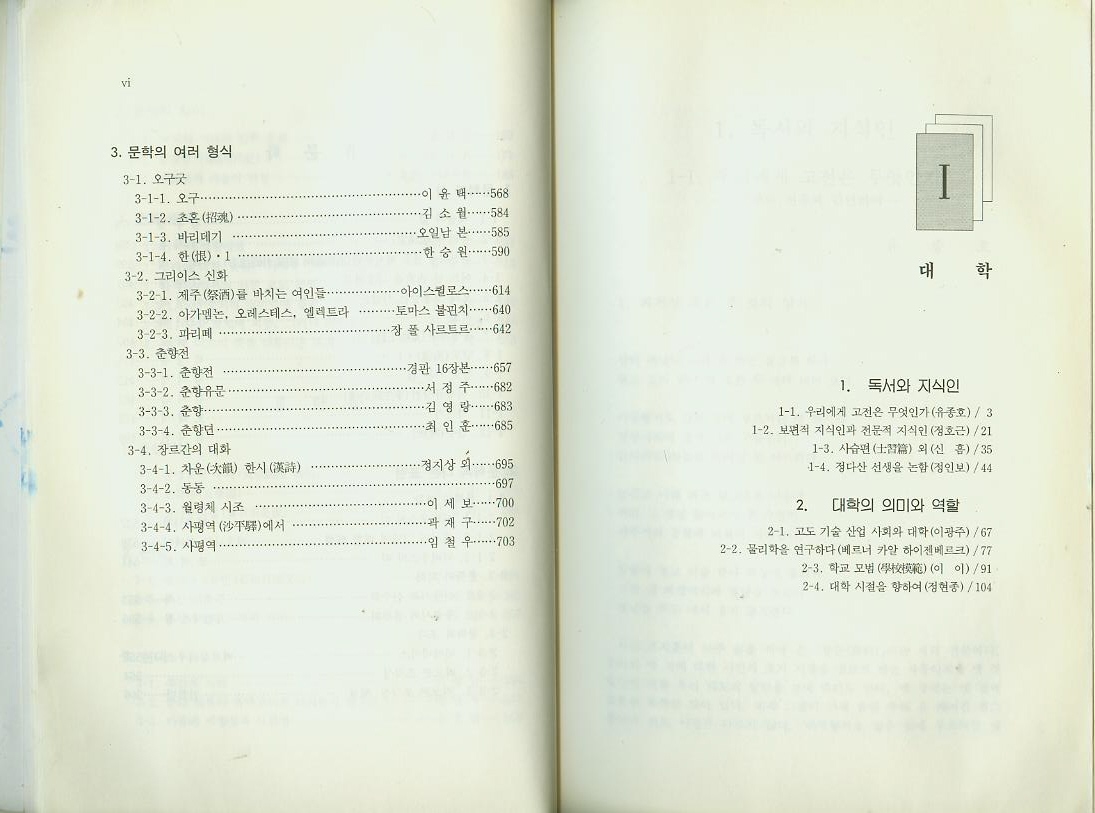 vi
3. 문학의 여러 형식
3-1. 오구굿
3-1-1. 오구……이 윤 택……568
3-1-2. 초혼(招魂)……김 소 월……584
3-1-3. 바리데기……오일남 본……585
3-1-4. 한(恨)·1……한 승 원……590
3-2. 그리이스 신화
3-2-1. 제주(祭酒)를 바치는 여인들……아이스퀼로스……614
3-2-2. 아가멤논, 오레스테스, 엘렉트라……토마스 불핀치……640
3-2-3. 파리떼……장 폴 사르트르……642
3-3. 춘향전
3-3-1. 춘향전……경판 16장본……657
3-3-2. 춘향유문……서 정 주……682
3-3-3. 춘향……김 영 랑……683
3-3-4. 춘향뎐……최 인 훈……685
3-4. 장르간의 대화
3-4-1. 차운(次韻) 한시(漢詩)……정지상 외……695
3-4-2. 동동……697
3-4-3. 월령체 시조……이 세 보……700
3-4-4. 사평역(沙平驛)에서……곽 재 구……702
3-4-5. 사평역……임 철 우……703
I
대 학
1. 독서와 지식인
1-1. 우리에게 고전은 무엇인가(유종호) / 3
1-2. 보편적 지식인과 전문적 지식인(정호근) / 21
1-3. 사습편(士習篇) 외(신 흠) / 35
1-4. 정다산 선생을 논함(정인보) / 44
2. 대학의 의미와 역할
2-1. 고도 기술 산업 사회와 대학(이광주) / 67
2-2. 물리학을 연구하다(베르너 카알 하이젠베르크) / 77
2-3. 학교 모범(學校模範)(이 이) / 91
2-4. 대학 시절을 향하여(정현종) / 104